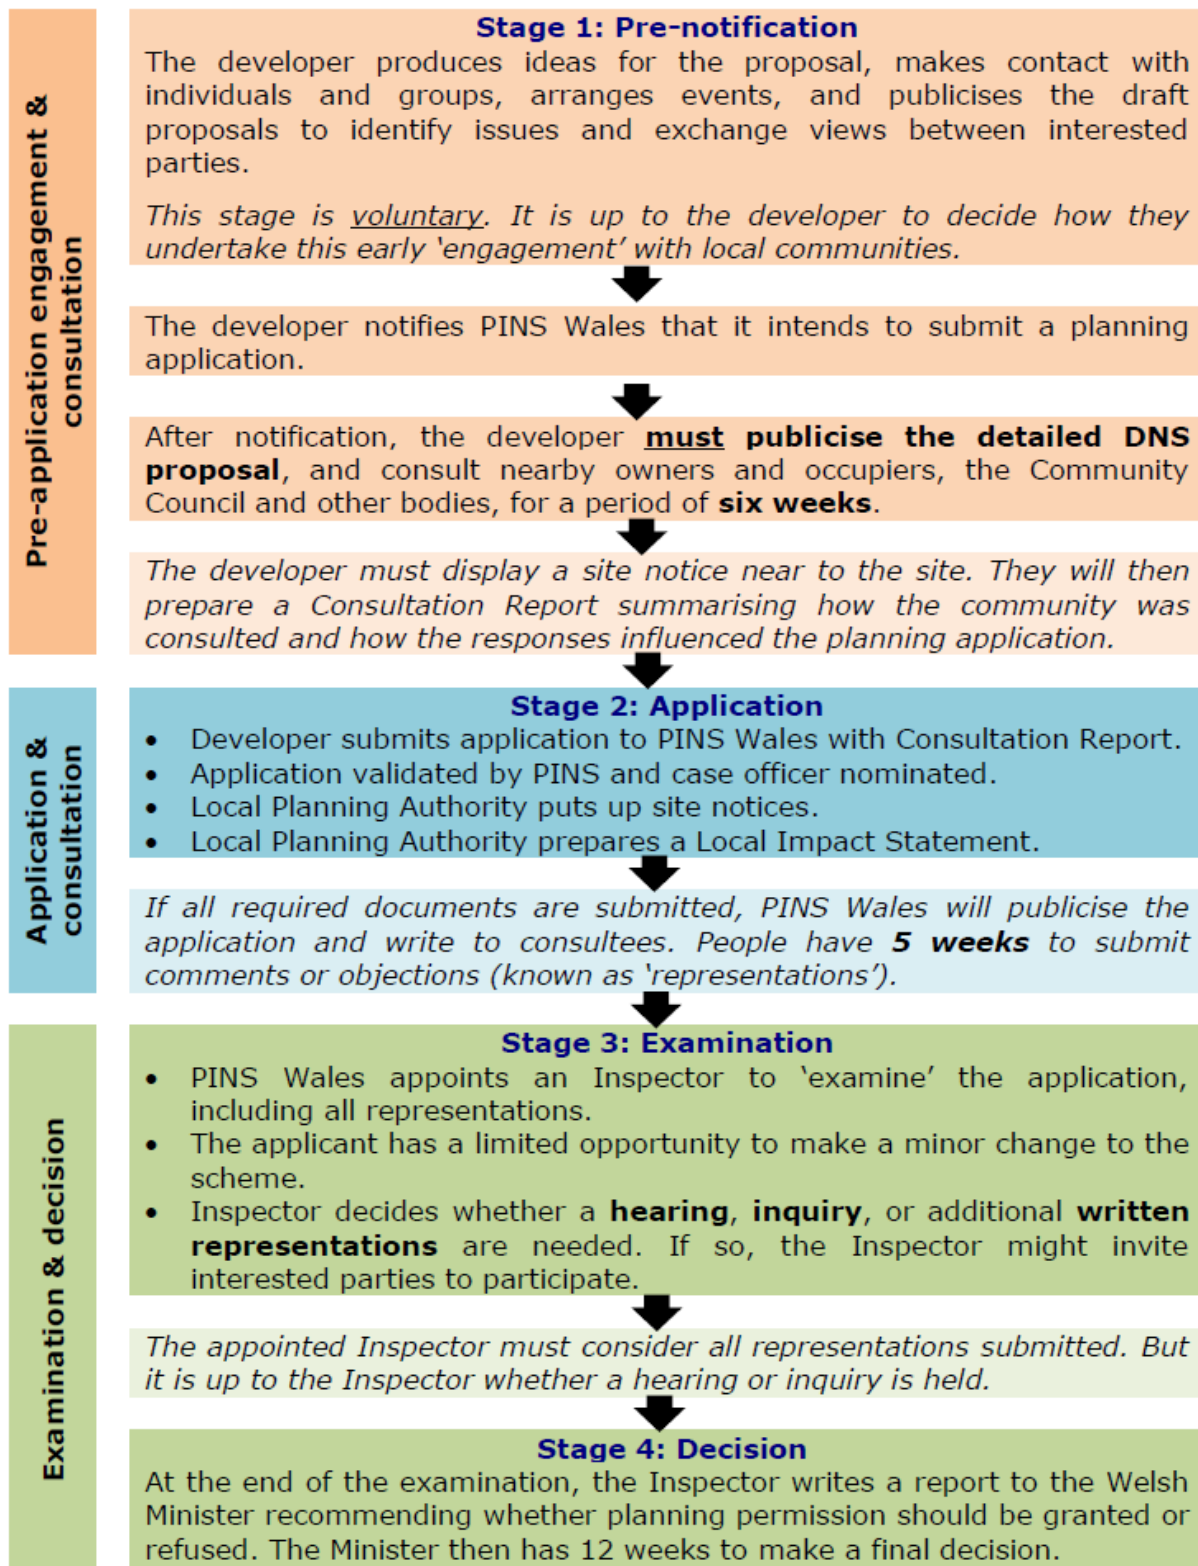 Pre-application engagement &
consultation
Stage 1: Pre-notification
The developer produces ideas for the proposal, makes contact with
individuals and groups, arranges events, and publicises the draft
proposals to identify issues and exchange views between interested
parties.
This stage is voluntary. It is up to the developer to decide how they
undertake this early ‘engagement’ with local communities.
The developer notifies PINS Wales that it intends to submit a planning
application.
After notification, the developer must publicise the detailed DNS
proposal, and consult nearby owners and occupiers, the Community
Council and other bodies, for a period of six weeks.
The developer must display a site notice near to the site. They will then
prepare a Consultation Report summarising how the community was
consulted and how the responses influenced the planning application.
Application &
consultation
Stage 2: Application
• Developer submits application to PINS Wales with Consultation Report.
• Application validated by PINS and case officer nominated.
• Local Planning Authority puts up site notices.
• Local Planning Authority prepares a Local Impact Statement.
If all required documents are submitted, PINS Wales will publicise the
application and write to consultees. People have 5 weeks to submit
comments or objections (known as ‘representations’).
Examination & decision
Stage 3: Examination
• PINS Wales appoints an Inspector to ‘examine’ the application,
including all representations.
• The applicant has a limited opportunity to make a minor change to the
scheme.
• Inspector decides whether a hearing, inquiry, or additional written
representations are needed. If so, the Inspector might invite
interested parties to participate.
The appointed Inspector must consider all representations submitted. But
it is up to the Inspector whether a hearing or inquiry is held.
Stage 4: Decision
At the end of the examination, the Inspector writes a report to the Welsh
Minister recommending whether planning permission should be granted or
refused. The Minister then has 12 weeks to make a final decision.